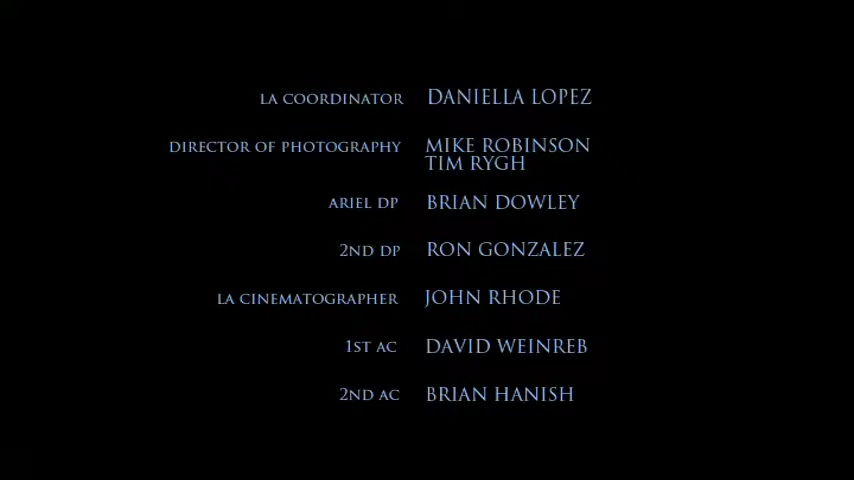 LA COORDINATOR DANIELLA LOPEZ
DIRECTOR OF PHOTOGRAPHY MIKE ROBINSON
TIM RYGH
ARIEL DP BRIAN DOWLEY
2ND DP RON GONZALEZ
LA CINEMATOGRAPHER JOHN RHODE
1ST AC DAVID WEINREB
2ND AC BRIAN HANISH